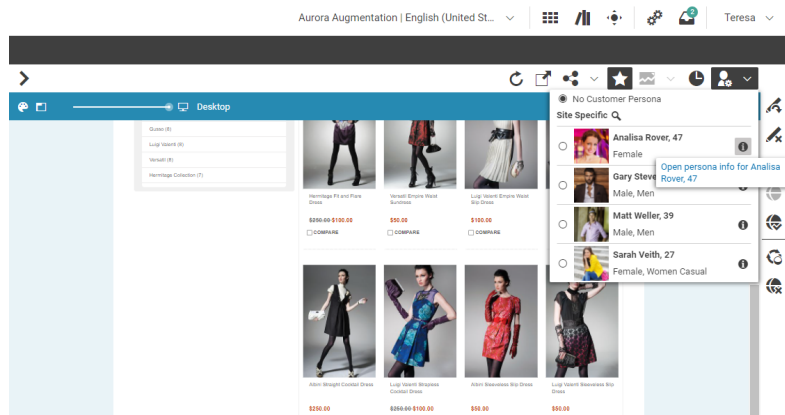 Aurora Augmentation | English (United St...
2
Teresa
Desktop
No Customer Persona
Site Specific
Analisa Rover, 47
Female
Open persona info for Analisa
Rover, 47
Gary Steve
Male, Men
Matt Weller, 39
Male, Men
Sarah Veith, 27
Female, Women Casual
Gusso (8)
Luigi Valenti (8)
Versatil (8)
Hermitage Collection (7)
Hermitage Fit and Flare
Dress
$250.00 $100.00
COMPARE
Versatil Empire Waist
Sundress
$50.00
COMPARE
Luigi Valenti Empire Waist
Slip Dress
$100.00
COMPARE
Albini Straight Cocktail Dress
$250.00
Luigi Valenti Strapless
Cocktail Dress
$250.00 $100.00
Albini Sleeveless Slip Dress
$50.00
Luigi Valenti Sleeveless Slip
Dress
$50.00